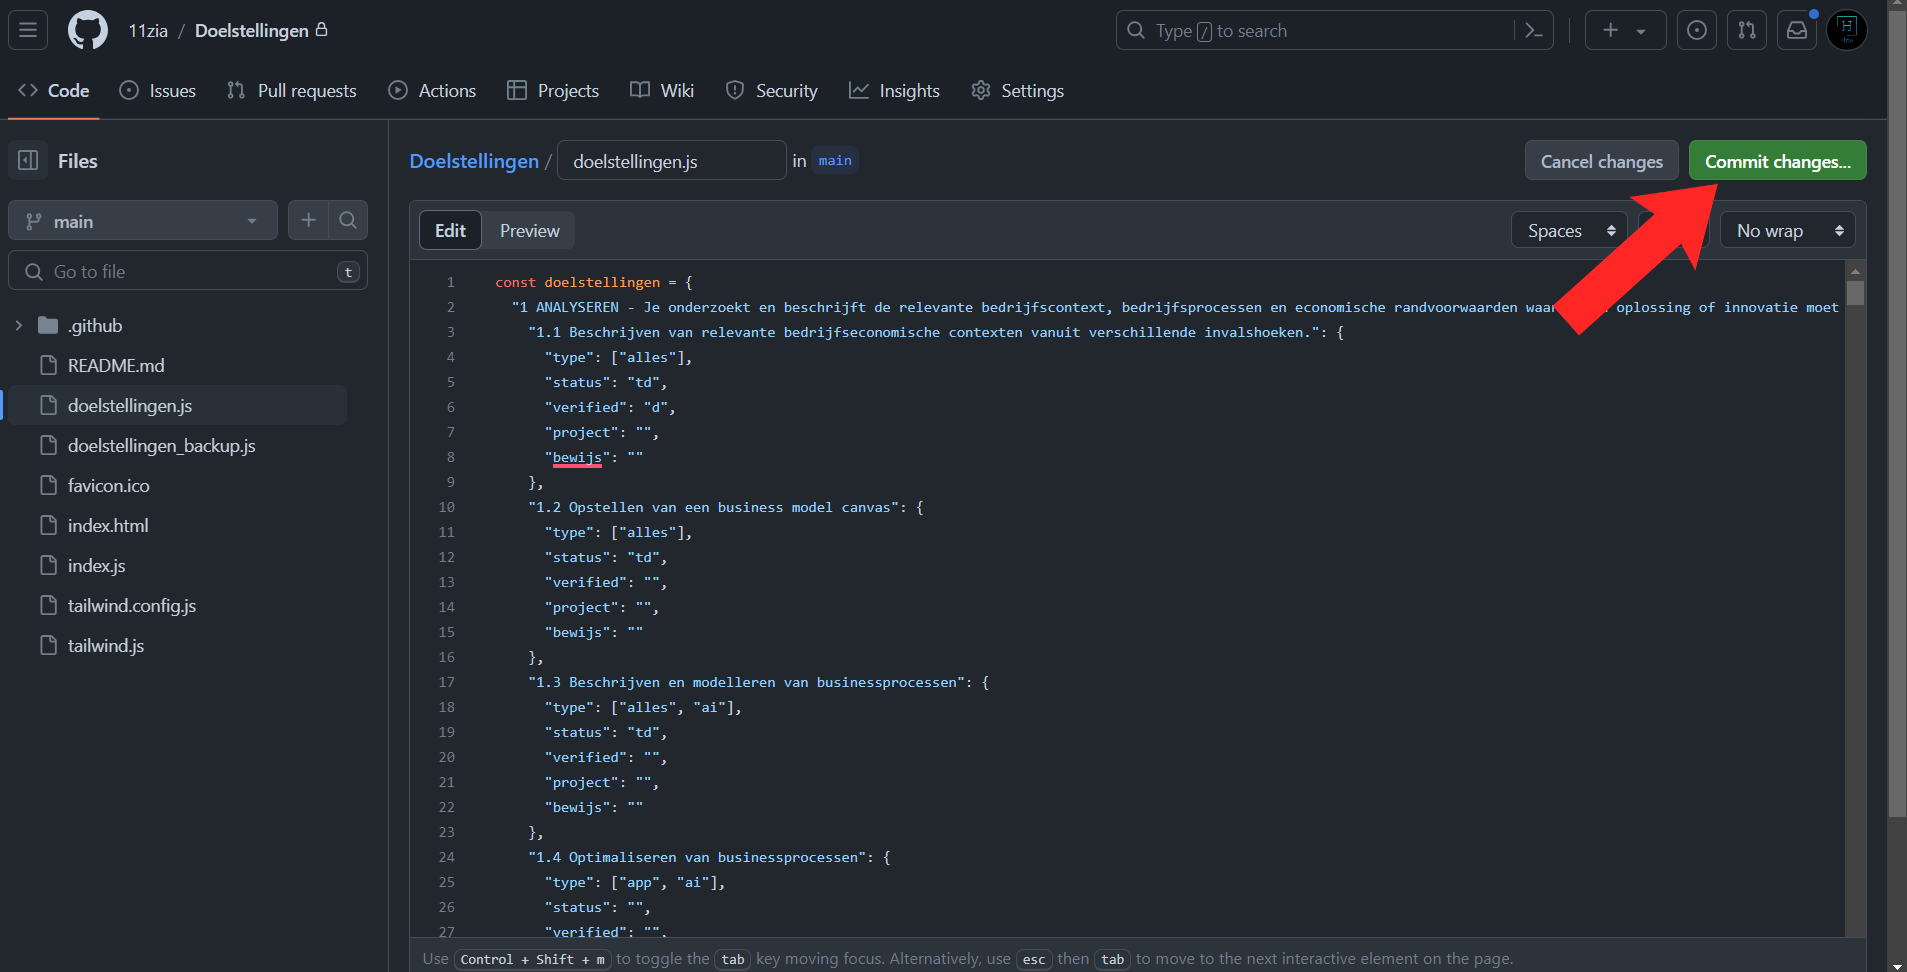 11zia / Doelstellingen
Type / to search
Code
Issues
Pull requests
Actions
Projects
Wiki
Security
Insights
Settings
Files
main
Go to file
t
.github
README.md
doelstellingen.js
doelstellingen_backup.js
favicon.ico
index.html
index.js
tailwind.config.js
tailwind.js
Doelstellingen / doelstellingen.js in main
Cancel changes
Commit changes...
Edit
Preview
Spaces
No wrap
1 const doelstellingen = {
2 "1 ANALYSEREN - Je onderzoekt en beschrijft de relevante bedrijfscontext, bedrijfsprocessen en economische randvoorwaarden oplossing of innovatie moet
3 "1.1 Beschrijven van relevante bedrijfseconomische contexten vanuit verschillende invalshoeken.": {
4 "type": ["alles"],
5 "status": "td",
6 "verified": "d",
7 "project": "",
8 "bewijs": ""
9 },
10 "1.2 Opstellen van een business model canvas": {
11 "type": ["alles"],
12 "status": "td",
13 "verified": "",
14 "project": "",
15 "bewijs": ""
16 },
17 "1.3 Beschrijven en modelleren van businessprocessen": {
18 "type": ["alles", "ai"],
19 "status": "td",
20 "verified": "",
21 "project": "",
22 "bewijs": ""
23 },
24 "1.4 Optimaliseren van businessprocessen": {
25 "type": ["app", "ai"],
26 "status": "",
27 "verified": "",
Use Control + Shift + m to toggle the tab key moving focus. Alternatively, use esc then tab to move to the next interactive element on the page.